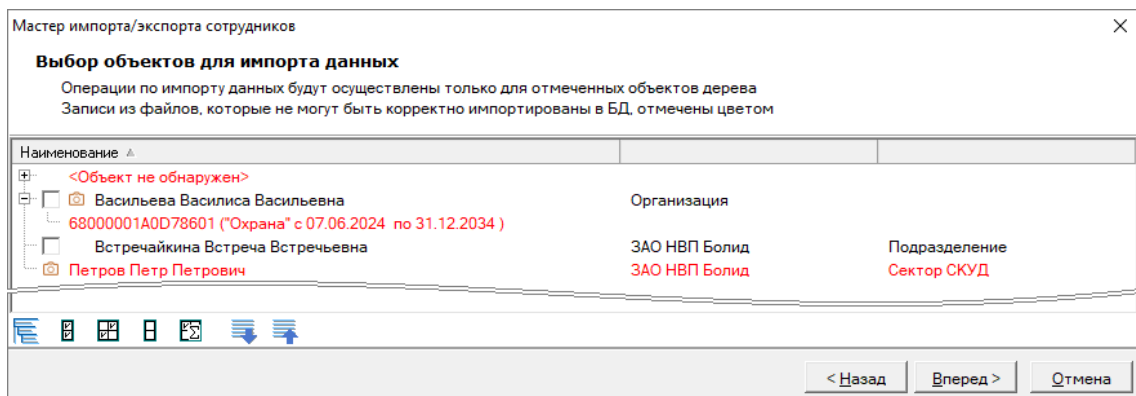 Мастер импорта/экспорта сотрудников
Выбор объектов для импорта данных
Операции по импорту данных будут осуществлены только для отмеченных объектов дерева
Записи из файлов, которые не могут быть корректно импортированы в БД, отмечены цветом
Наименование
<Объект не обнаружен>
Васильева Василиса Васильевна Организация
68000001A0D78601 ("Охрана" с 07.06.2024 по 31.12.2034 )
Встречайкина Встреча Встречьевна ЗАО НВП Болид Подразделение
Петров Петр Петрович ЗАО НВП Болид Сектор СКУД
< Назад Вперед > Отмена